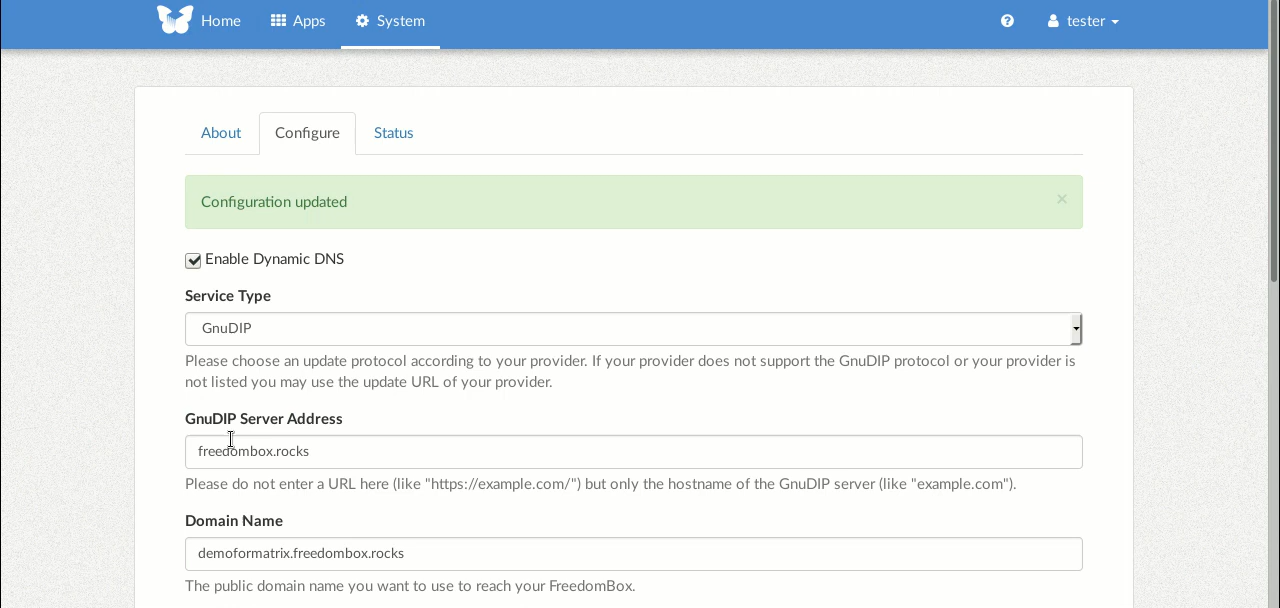 Home Apps System tester
About Configure Status
Configuration updated ×
Enable Dynamic DNS
Service Type
GnuDIP
Please choose an update protocol according to your provider. If your provider does not support the GnuDIP protocol or your provider is
not listed you may use the update URL of your provider.
GnuDIP Server Address
freedombox.rocks
Please do not enter a URL here (like "https://example.com/") but only the hostname of the GnuDIP server (like "example.com").
Domain Name
demoformatrix.freedombox.rocks
The public domain name you want to use to reach your FreedomBox.